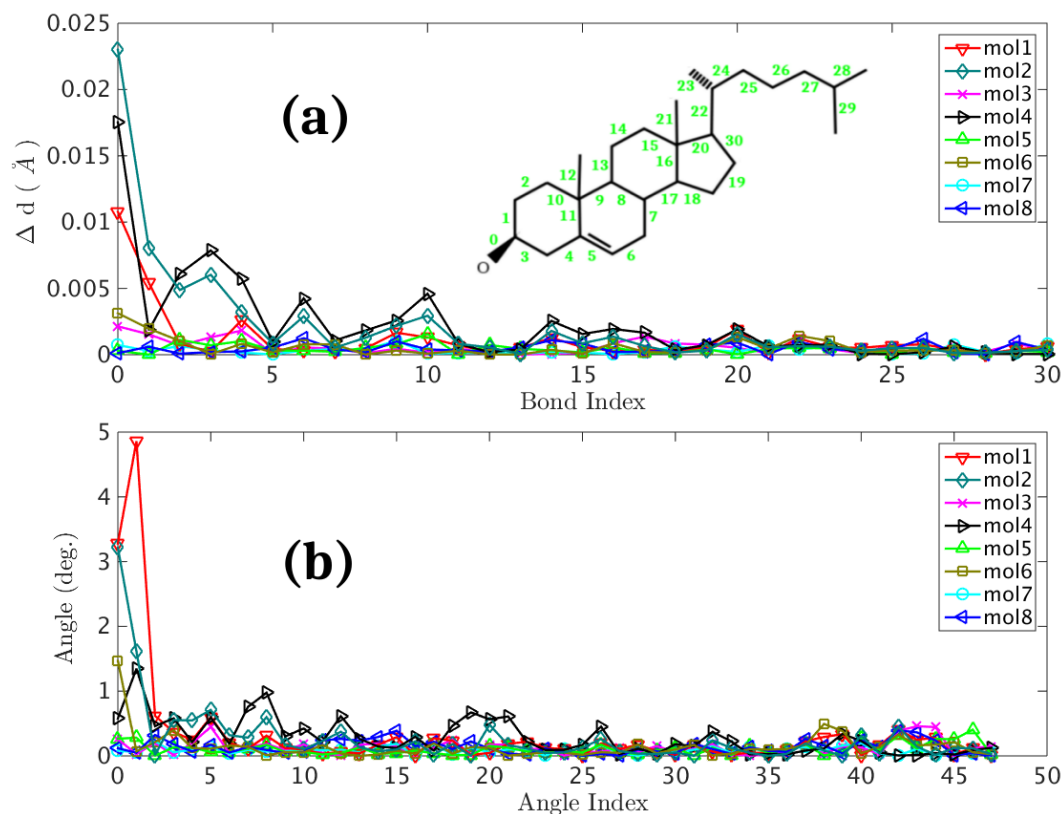 0.025
0.02
0.015
0.01
0.005
0
Δ d ( Å )
(a)
0
5
10
15
20
25
30
Bond Index
mol1
mol2
mol3
mol4
mol5
mol6
mol7
mol8
23
24
26
28
25
27
29
22
21
14
15
20
30
12
13
16
19
2
10
9
8
17
18
1
11
7
0
3
4
5
6
O
5
4
3
2
1
0
Angle (deg.)
(b)
0
5
10
15
20
25
30
35
40
45
50
Angle Index
mol1
mol2
mol3
mol4
mol5
mol6
mol7
mol8